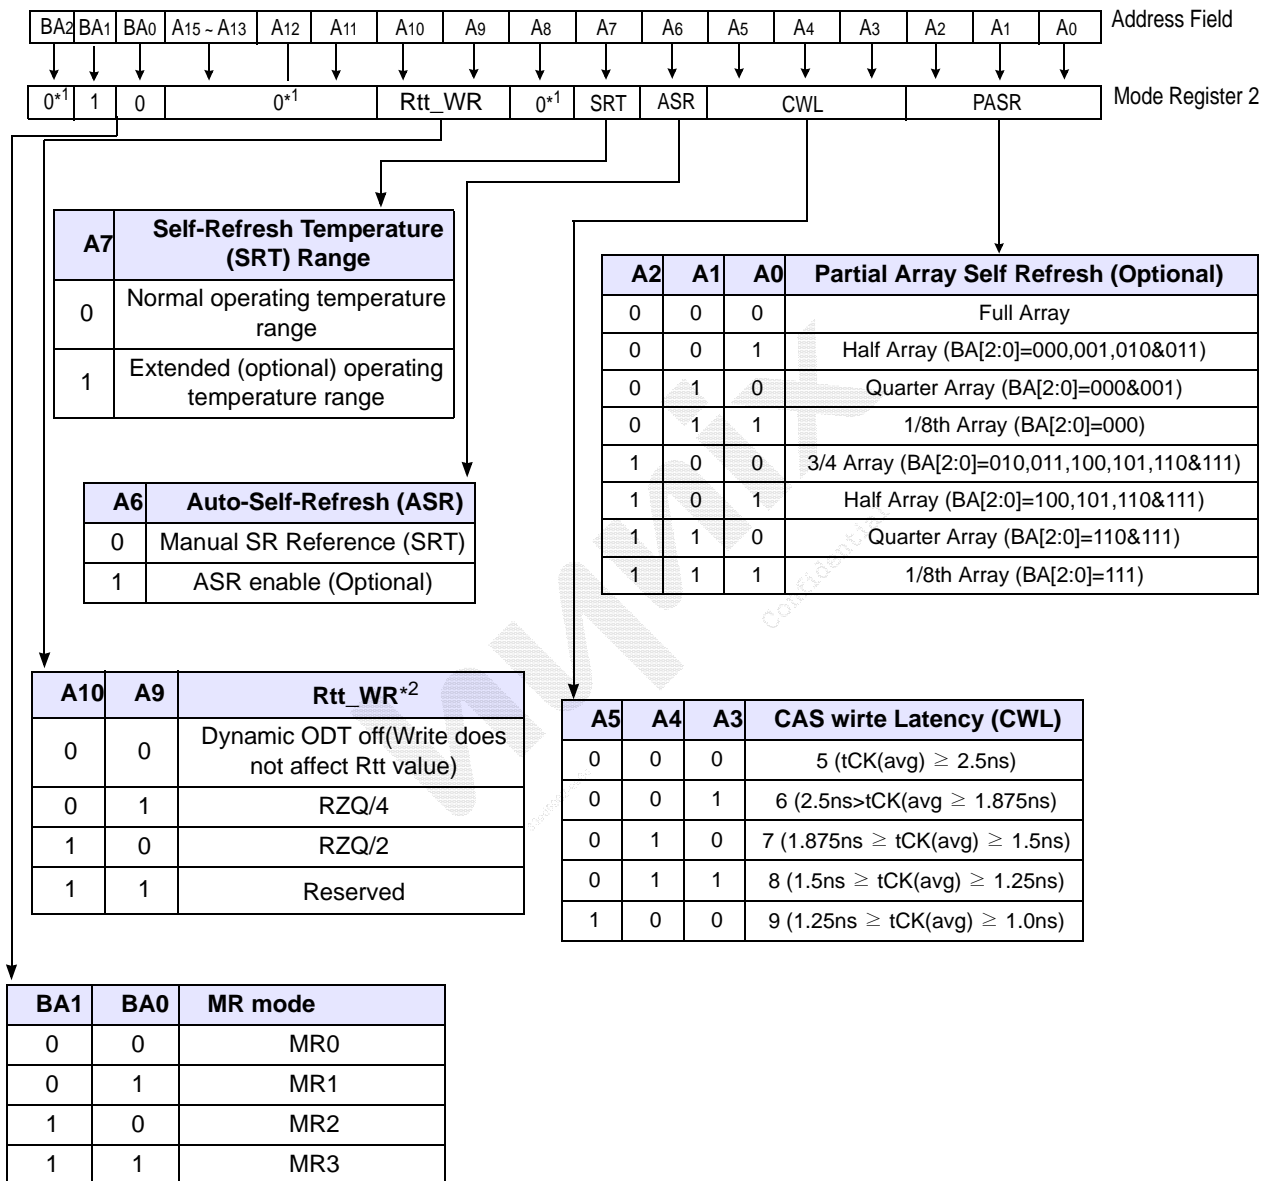 BA2 BA1 BA0 A15 ~ A13 A12 A11 A10 A9 A8 A7 A6 A5 A4 A3 A2 A1 A0 Address Field
0*1 1 0 0*1 Rtt_WR 0*1 SRT ASR CWL PASR Mode Register 2
A7 Self-Refresh Temperature
(SRT) Range
0 Normal operating temperature
range
1 Extended (optional) operating
temperature range
A2 A1 A0 Partial Array Self Refresh (Optional)
0 0 0 Full Array
0 0 1 Half Array (BA[2:0]=000,001,010&011)
0 1 0 Quarter Array (BA[2:0]=000&001)
0 1 1 1/8th Array (BA[2:0]=000)
1 0 0 3/4 Array (BA[2:0]=010,011,100,101,110&111)
1 0 1 Half Array (BA[2:0]=100,101,110&111)
1 1 0 Quarter Array (BA[2:0]=110&111)
1 1 1 1/8th Array (BA[2:0]=111)
A6 Auto-Self-Refresh (ASR)
0 Manual SR Reference (SRT)
1 ASR enable (Optional)
A10 A9 Rtt_WR*2
0 0 Dynamic ODT off(Write does
not affect Rtt value)
0 1 RZQ/4
1 0 RZQ/2
1 1 Reserved
A5 A4 A3 CAS wirte Latency (CWL)
0 0 0 5 (tCK(avg) ≥ 2.5ns)
0 0 1 6 (2.5ns>tCK(avg ≥ 1.875ns)
0 1 0 7 (1.875ns ≥ tCK(avg) ≥ 1.5ns)
0 1 1 8 (1.5ns ≥ tCK(avg) ≥ 1.25ns)
1 0 0 9 (1.25ns ≥ tCK(avg) ≥ 1.0ns)
BA1 BA0 MR mode
0 0 MR0
0 1 MR1
1 0 MR2
1 1 MR3
Confidential